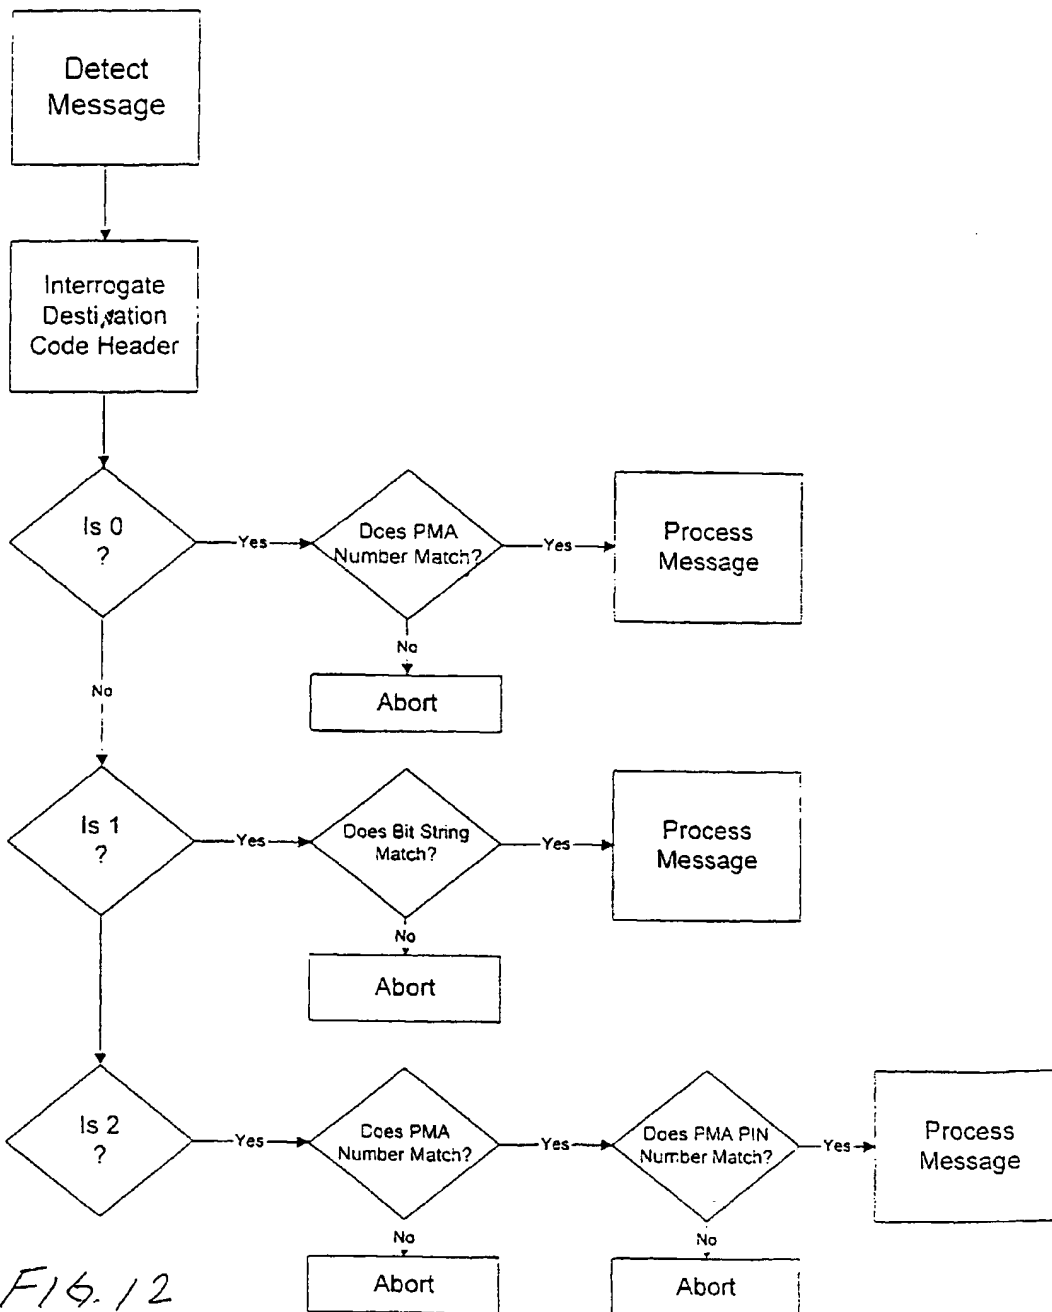 Detect
Message
Interrogate
Destination
Code Header
Is 0
?
Yes
Does PMA
Number Match?
Yes
Process
Message
No
Abort
No
Is 1
?
Yes
Does Bit String
Match?
Yes
Process
Message
No
Abort
Is 2
?
Yes
Does PMA
Number Match?
Yes
Does PMA PIN
Number Match?
Yes
Process
Message
No
Abort
No
Abort
FIG. 12